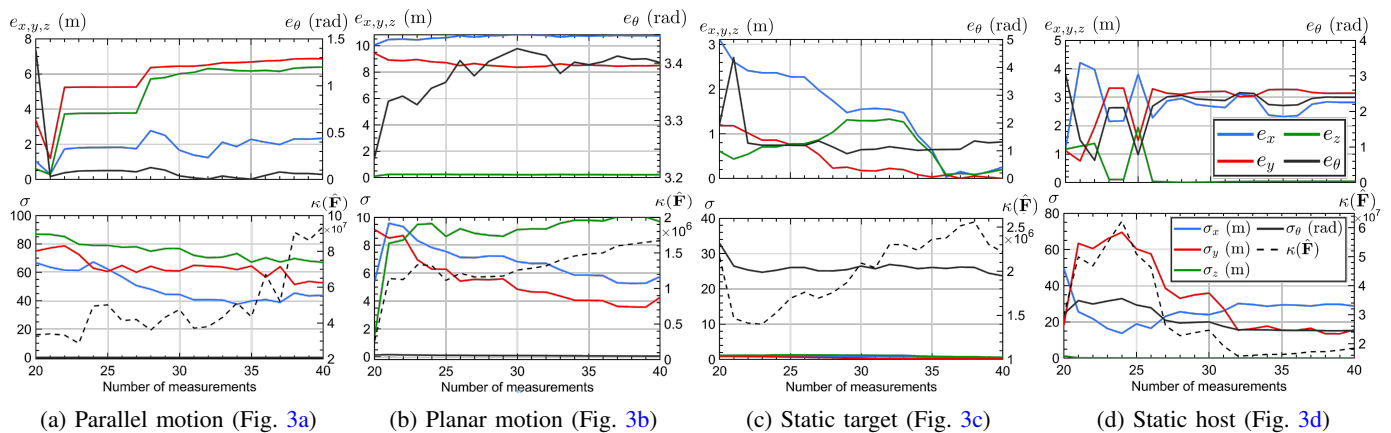 e_{x,y,z} (m) e_θ (rad)
8 6 4 2 0
1.5 1 0.5 0
σ κ(F̂)
100 80 60 40 20 0
×10^7
10 9 8 7 6 5 4 3 2
20 25 30 35 40
Number of measurements
(a) Parallel motion (Fig. 3a)
e_{x,y,z} (m) e_θ (rad)
10 8 6 4 2 0
3.4 3.3 3.2
σ κ(F̂)
10 8 6 4 2 0
×10^6
2 1.5 1 0.5 0
20 25 30 35 40
Number of measurements
(b) Planar motion (Fig. 3b)
e_{x,y,z} (m) e_θ (rad)
3 2 1 0
5 4 3 2 1 0
σ κ(F̂)
40 30 20 10 0
×10^6
2.5 2 1.5 1
20 25 30 35 40
Number of measurements
(c) Static target (Fig. 3c)
e_{x,y,z} (m) e_θ (rad)
5 4 3 2 1 0
4 3 2 1 0
e_x e_z
e_y e_θ
σ κ(F̂)
80 60 40 20 0
×10^7
6 5 4 3 2
σ_x (m) σ_θ (rad)
σ_y (m) κ(F̂)
σ_z (m)
20 25 30 35 40
Number of measurements
(d) Static host (Fig. 3d)